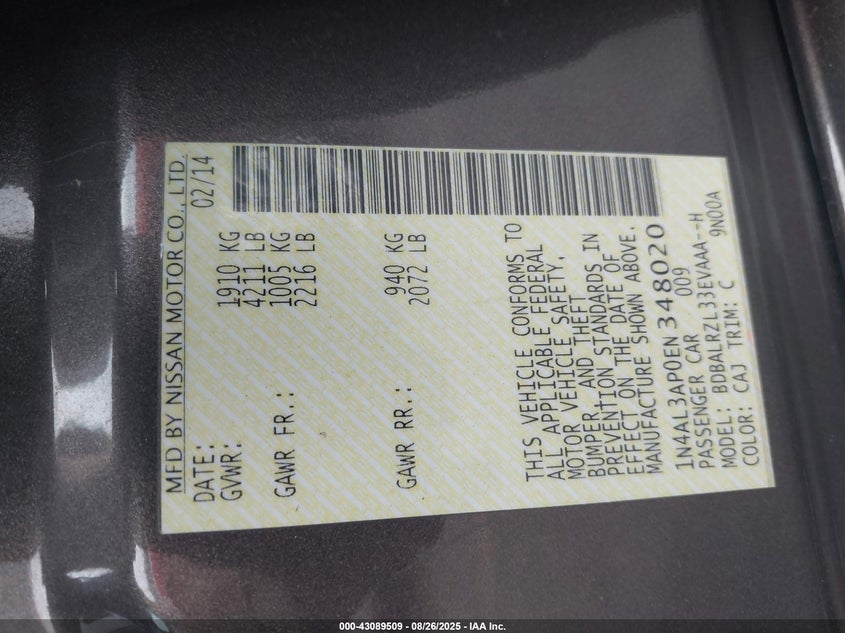 MFD BY NISSAN MOTOR CO., LTD.
DATE: 02/14
GVWR: 1910 KG
4211 LB
GAWR FR.: 1005 KG
2216 LB
GAWR RR.: 940 KG
2072 LB
THIS VEHICLE CONFORMS TO
ALL APPLICABLE FEDERAL
MOTOR VEHICLE SAFETY,
BUMPER AND THEFT
PREVENTION STANDARDS IN
EFFECT ON THE DATE OF
MANUFACTURE SHOWN ABOVE.
1N4AL3AP0EN348020
PASSENGER CAR 009
MODEL: BDBALRZL33EVAAA--H
COLOR: CAJ TRIM: C 9N00A
000-43089509 - 08/26/2025 - IAA Inc.